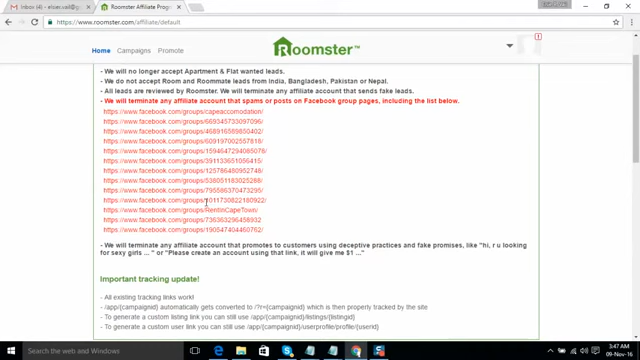 Inbox (4) - elser.vail@gm
Roomster Affiliate Prog
https://www.roomster.com/affiliate/default
Home Campaigns Promote
Roomster™
- We will no longer accept Apartment & Flat wanted leads.
- We do not accept Room and Roommate leads from India, Bangladesh, Pakistan or Nepal.
- All leads are reviewed by Roomster. We will terminate any affiliate account that sends fake leads.
- We will terminate any affiliate account that spams or posts on Facebook group pages, including the list below.
https://www.facebook.com/groups/capeaccomodation/
https://www.facebook.com/groups/669345733097096/
https://www.facebook.com/groups/468916589850402/
https://www.facebook.com/groups/609197002557818/
https://www.facebook.com/groups/1594647294085078/
https://www.facebook.com/groups/391133651056415/
https://www.facebook.com/groups/125786480952748/
https://www.facebook.com/groups/536051183025288/
https://www.facebook.com/groups/795586370473295/
https://www.facebook.com/groups/1011730822180922/
https://www.facebook.com/groups/RentinCapeTown/
https://www.facebook.com/groups/736363296458932
https://www.facebook.com/groups/190547404460762/
- We will terminate any affiliate account that promotes to customers using deceptive practices and fake promises, like "hi, r u looking
for sexy girls ... " or "Please create an account using that link, it will give me $1 ..."
Important tracking update!
- All existing tracking links work!
- /app/{campaignid} automatically gets converted to /?r={campaignid} which is then properly tracked by the site
- To generate a custom listing link you can still use /app/{campaignid}/listings/{listingid}
- To generate a custom user link you can still use /app/{campaignid}/userprofile/profile/{userid}
Search the web and Windows
3:47 AM
09-Nov-16